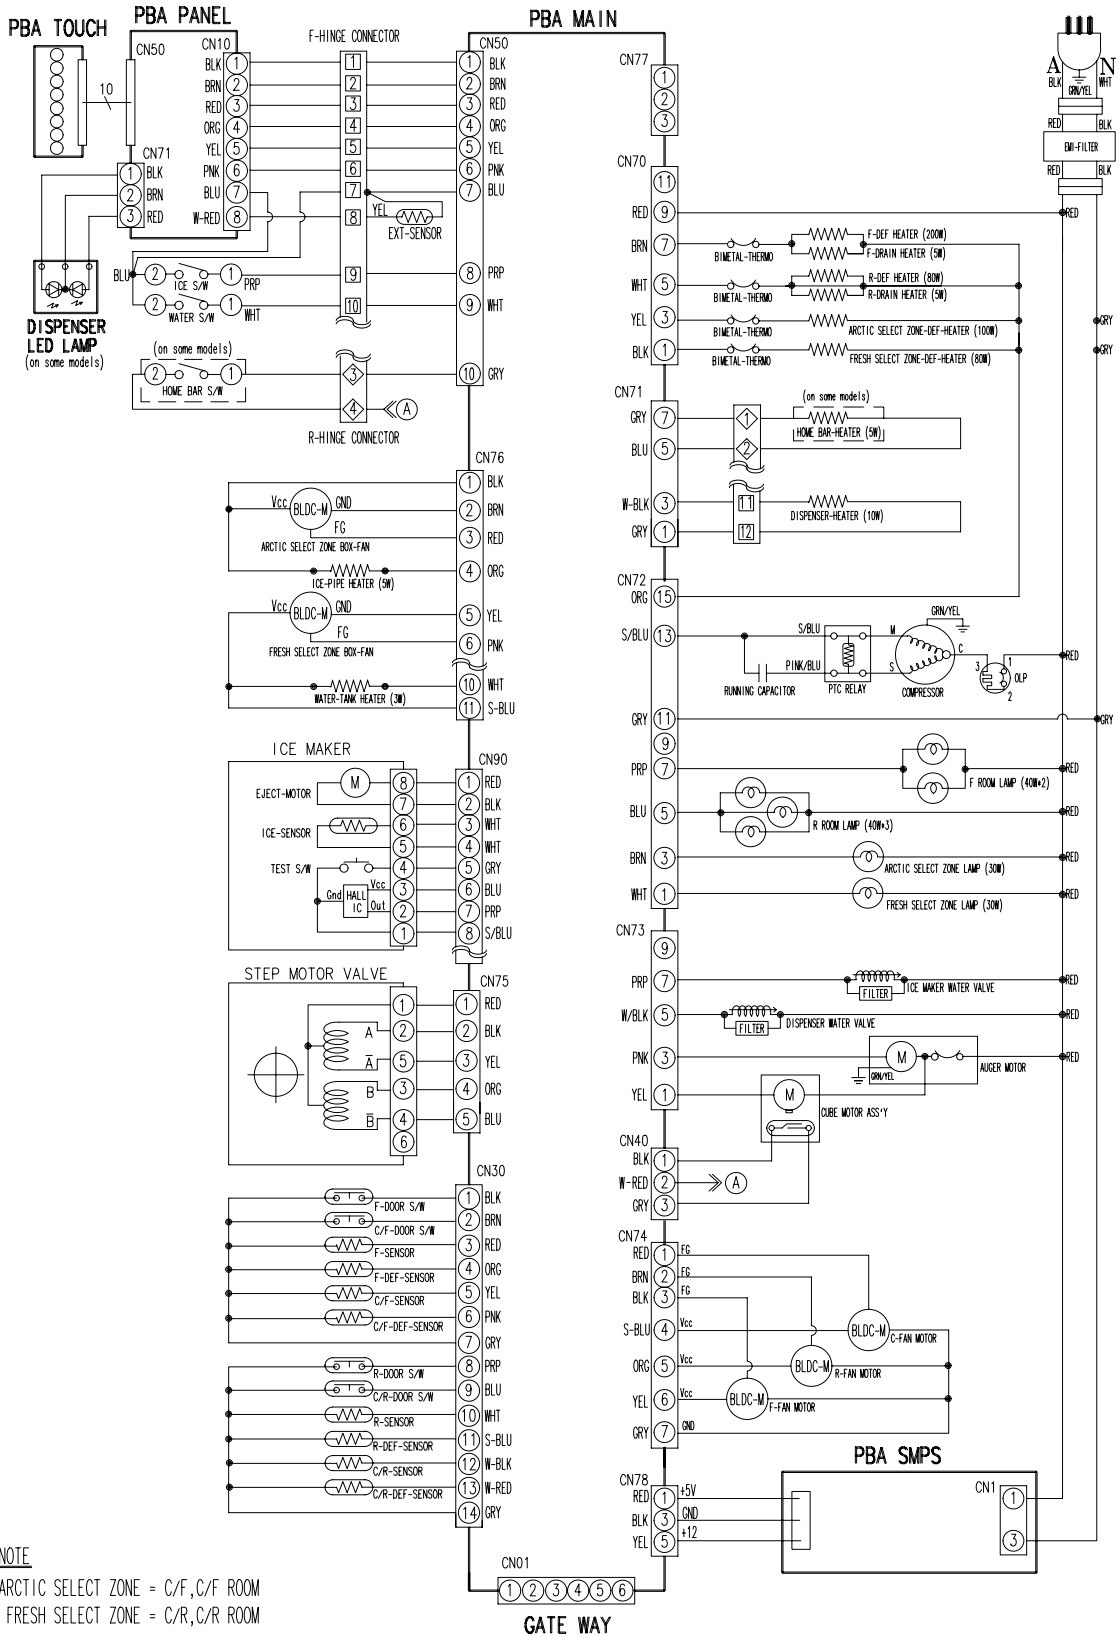 PBA TOUCH
PBA PANEL
PBA MAIN
CN50
CN10
F-HINGE CONNECTOR
CN50
10
BLK 1 1 1 BLK
BRN 2 2 2 BRN
RED 3 3 3 RED
ORG 4 4 4 ORG
YEL 5 5 5 YEL
PNK 6 6 6 PNK
BLU 7 7 7 BLU
W-RED 8 8
YEL
EXT-SENSOR
CN71
1 BLK
2 BRN
3 RED
DISPENSER
LED LAMP
(on some models)
BLU
2 ICE S/W 1 PRP 9 8 PRP
2 WATER S/W 1 WHT 10 9 WHT
(on some models)
2 HOME BAR S/W 1 3 10 GRY
4 A
R-HINGE CONNECTOR
CN76
1 BLK
Vcc BLDC-M GND 2 BRN
FG 3 RED
ARCTIC SELECT ZONE BOX-FAN
4 ORG
ICE-PIPE HEATER (5W)
Vcc BLDC-M GND 5 YEL
FG 6 PNK
FRESH SELECT ZONE BOX-FAN
10 WHT
WATER-TANK HEATER (3W)
11 S-BLU
ICE MAKER
CN90
EJECT-MOTOR M 8 1 RED
7 2 BLK
ICE-SENSOR 6 3 WHT
5 4 WHT
TEST S/W 4 5 GRY
Gnd HALL IC Vcc 3 6 BLU
Out 2 7 PRP
1 8 S/BLU
STEP MOTOR VALVE
CN75
1 1 RED
A 2 2 BLK
A̅ 5 3 YEL
B 3 4 ORG
B̅ 4 5 BLU
6
CN30
F-DOOR S/W 1 BLK
C/F-DOOR S/W 2 BRN
F-SENSOR 3 RED
F-DEF-SENSOR 4 ORG
C/F-SENSOR 5 YEL
C/F-DEF-SENSOR 6 PNK
7 GRY
R-DOOR S/W 8 PRP
C/R-DOOR S/W 9 BLU
R-SENSOR 10 WHT
R-DEF-SENSOR 11 S-BLU
C/R-SENSOR 12 W-BLK
C/R-DEF-SENSOR 13 W-RED
14 GRY
NOTE
ARCTIC SELECT ZONE = C/F,C/F ROOM
FRESH SELECT ZONE = C/R,C/R ROOM
CN01
1 2 3 4 5 6
GATE WAY
CN77
1
2
3
A N
BLK GRN/YEL WHT
RED BLK
EMI-FILTER
RED BLK
CN70
11
RED 9 RED
BRN 7 BIMETAL-THERMO
F-DEF HEATER (200W)
F-DRAIN HEATER (5W)
WHT 5 BIMETAL-THERMO
R-DEF HEATER (80W)
R-DRAIN HEATER (5W)
YEL 3 BIMETAL-THERMO ARCTIC SELECT ZONE-DEF-HEATER (100W) GRY
BLK 1 BIMETAL-THERMO FRESH SELECT ZONE-DEF-HEATER (80W) GRY
CN71
(on some models)
GRY 7 1 HOME BAR-HEATER (5W)
BLU 5 2
W-BLK 3 11 DISPENSER-HEATER (10W)
GRY 1 12
CN72
ORG 15
S/BLU 13 S/BLU M GRN/YEL C 3 1 2 OLP RED
PINK/BLU S
RUNNING CAPACITOR PTC RELAY COMPRESSOR
GRY 11 GRY
9
PRP 7 F ROOM LAMP (40W*2) RED
BLU 5 R ROOM LAMP (40W*3) RED
BRN 3 ARCTIC SELECT ZONE LAMP (30W) RED
WHT 1 FRESH SELECT ZONE LAMP (30W) RED
CN73
9
PRP 7 FILTER ICE MAKER WATER VALVE RED
W/BLK 5 FILTER DISPENSER WATER VALVE RED
PNK 3 M GRN/YEL AUGER MOTOR RED
YEL 1 M CUBE MOTOR ASS'Y
CN40
BLK 1
W-RED 2 A
GRY 3
CN74
RED 1 FG
BRN 2 FG
BLK 3 FG
S-BLU 4 Vcc BLDC-M C-FAN MOTOR
ORG 5 Vcc BLDC-M R-FAN MOTOR
YEL 6 Vcc BLDC-M F-FAN MOTOR
GRY 7 GND
PBA SMPS
CN78
RED 1 +5V
BLK 3 GND
YEL 5 +12
CN1
1
3